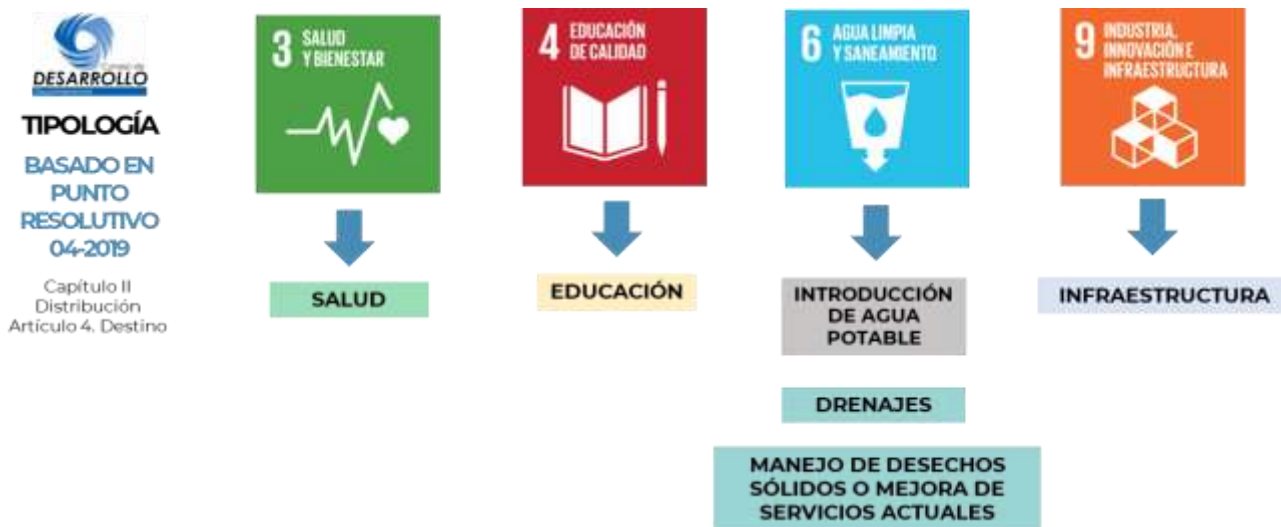 DESARROLLO
TIPOLOGÍA
BASADO EN
PUNTO
RESOLUTIVO
04-2019
Capítulo II
Distribución
Artículo 4. Destino
3 SALUD
Y BIENESTAR
4 EDUCACIÓN
DE CALIDAD
6 AGUA LIMPIA
Y SANEAMIENTO
9 INDUSTRIA,
INNOVACIÓN E
INFRAESTRUCTURA
SALUD
EDUCACIÓN
INTRODUCCIÓN
DE AGUA
POTABLE
INFRAESTRUCTURA
DRENAJES
MANEJO DE DESECHOS
SÓLIDOS O MEJORA DE
SERVICIOS ACTUALES